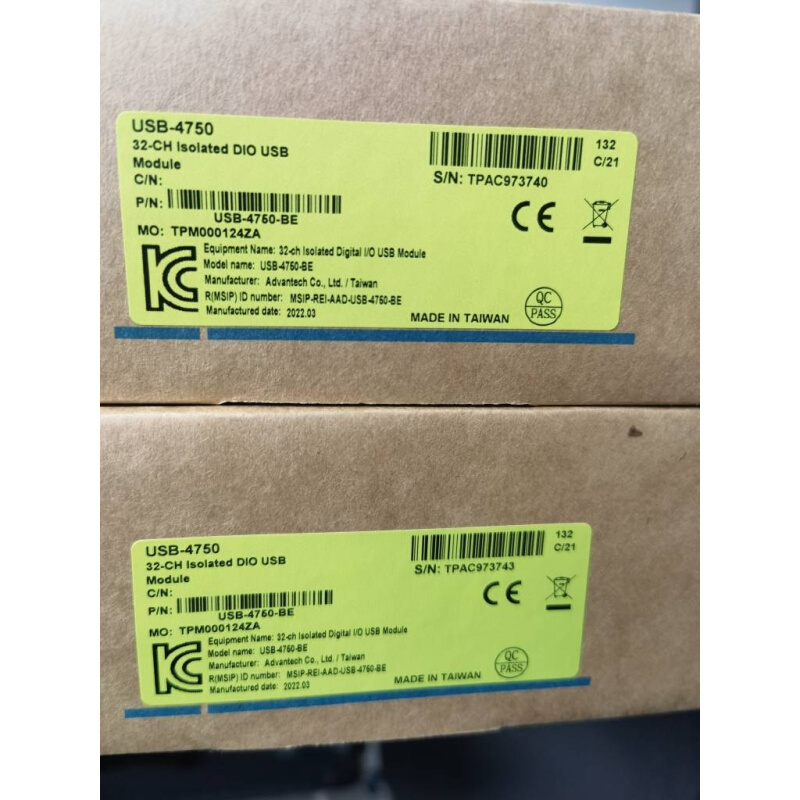 USB-4750
32-CH Isolated DIO USB
Module
C/N:
P/N:
USB-4750-BE
MO: TPM000124ZA
132
C/21
S/N: TPAC973740
CE
Equipment Name: 32-ch Isolated Digital I/O USB Module
Model name: USB-4750-BE
Manufacturer: Advantech Co., Ltd. / Taiwan
R(MSIP) ID number: MSIP-REI-AAD-USB-4750-BE
Manufactured date: 2022.03
MADE IN TAIWAN
QC
PASS
KC
USB-4750
32-CH Isolated DIO USB
Module
C/N:
P/N:
USB-4750-BE
MO: TPM000124ZA
132
C/21
S/N: TPAC973743
CE
Equipment Name: 32-ch Isolated Digital I/O USB Module
Model name: USB-4750-BE
Manufacturer: Advantech Co., Ltd. / Taiwan
R(MSIP) ID number: MSIP-REI-AAD-USB-4750-BE
Manufactured date: 2022.03
MADE IN TAIWAN
QC
PASS
KC